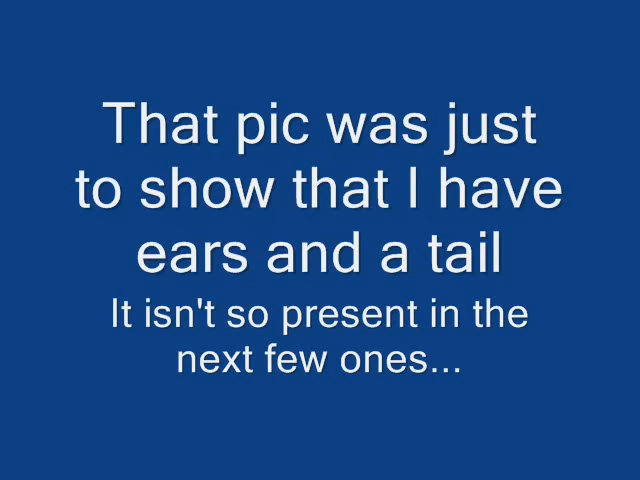 That pic was just
to show that I have
ears and a tail
It isn't so present in the
next few ones...